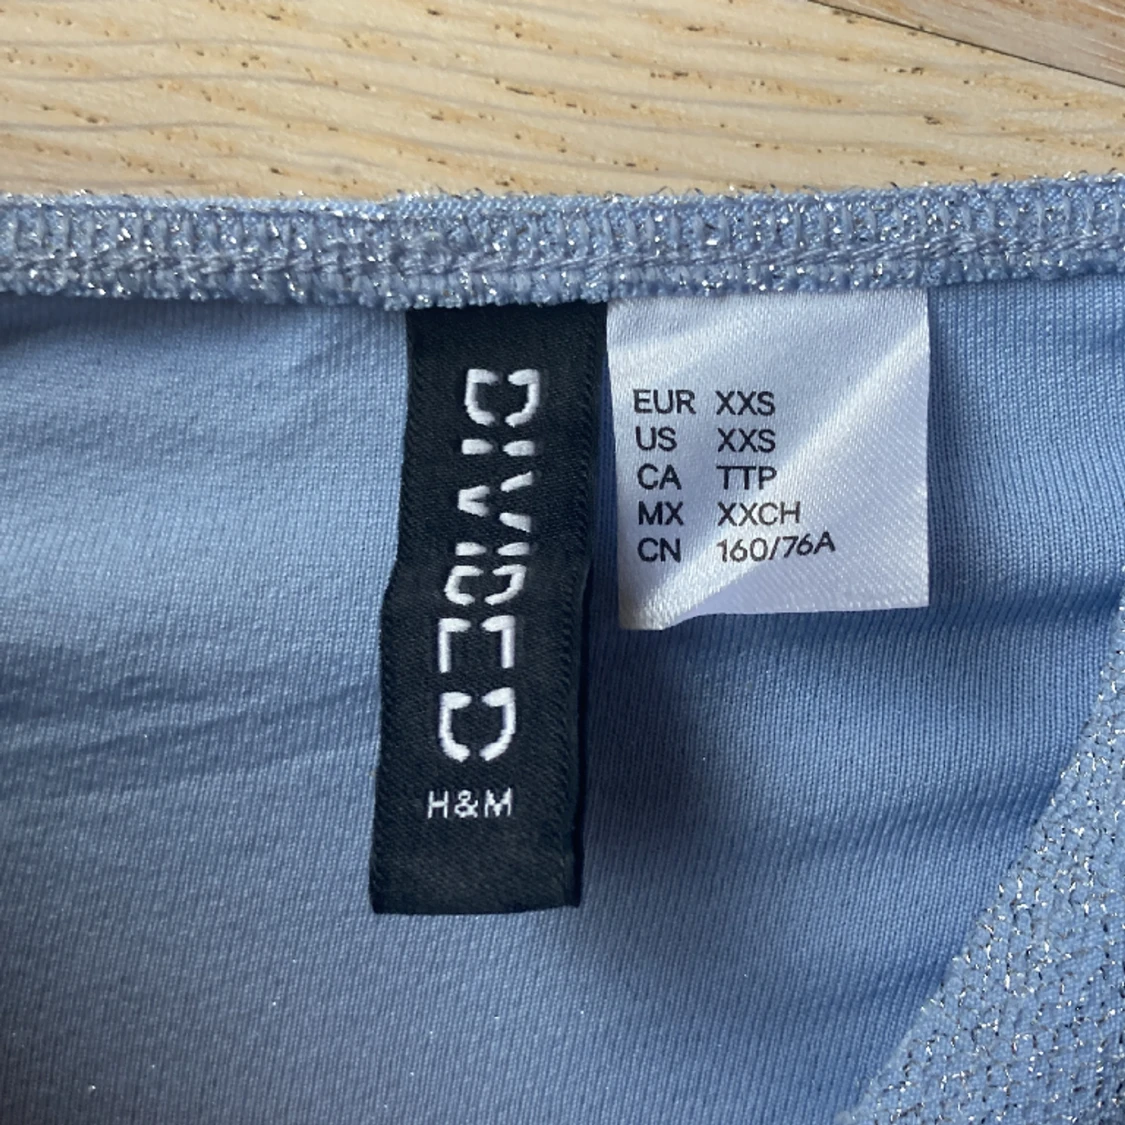 DIVIDED
H&M
EUR XXS
US XXS
CA TTP
MX XXCH
CN 160/76A